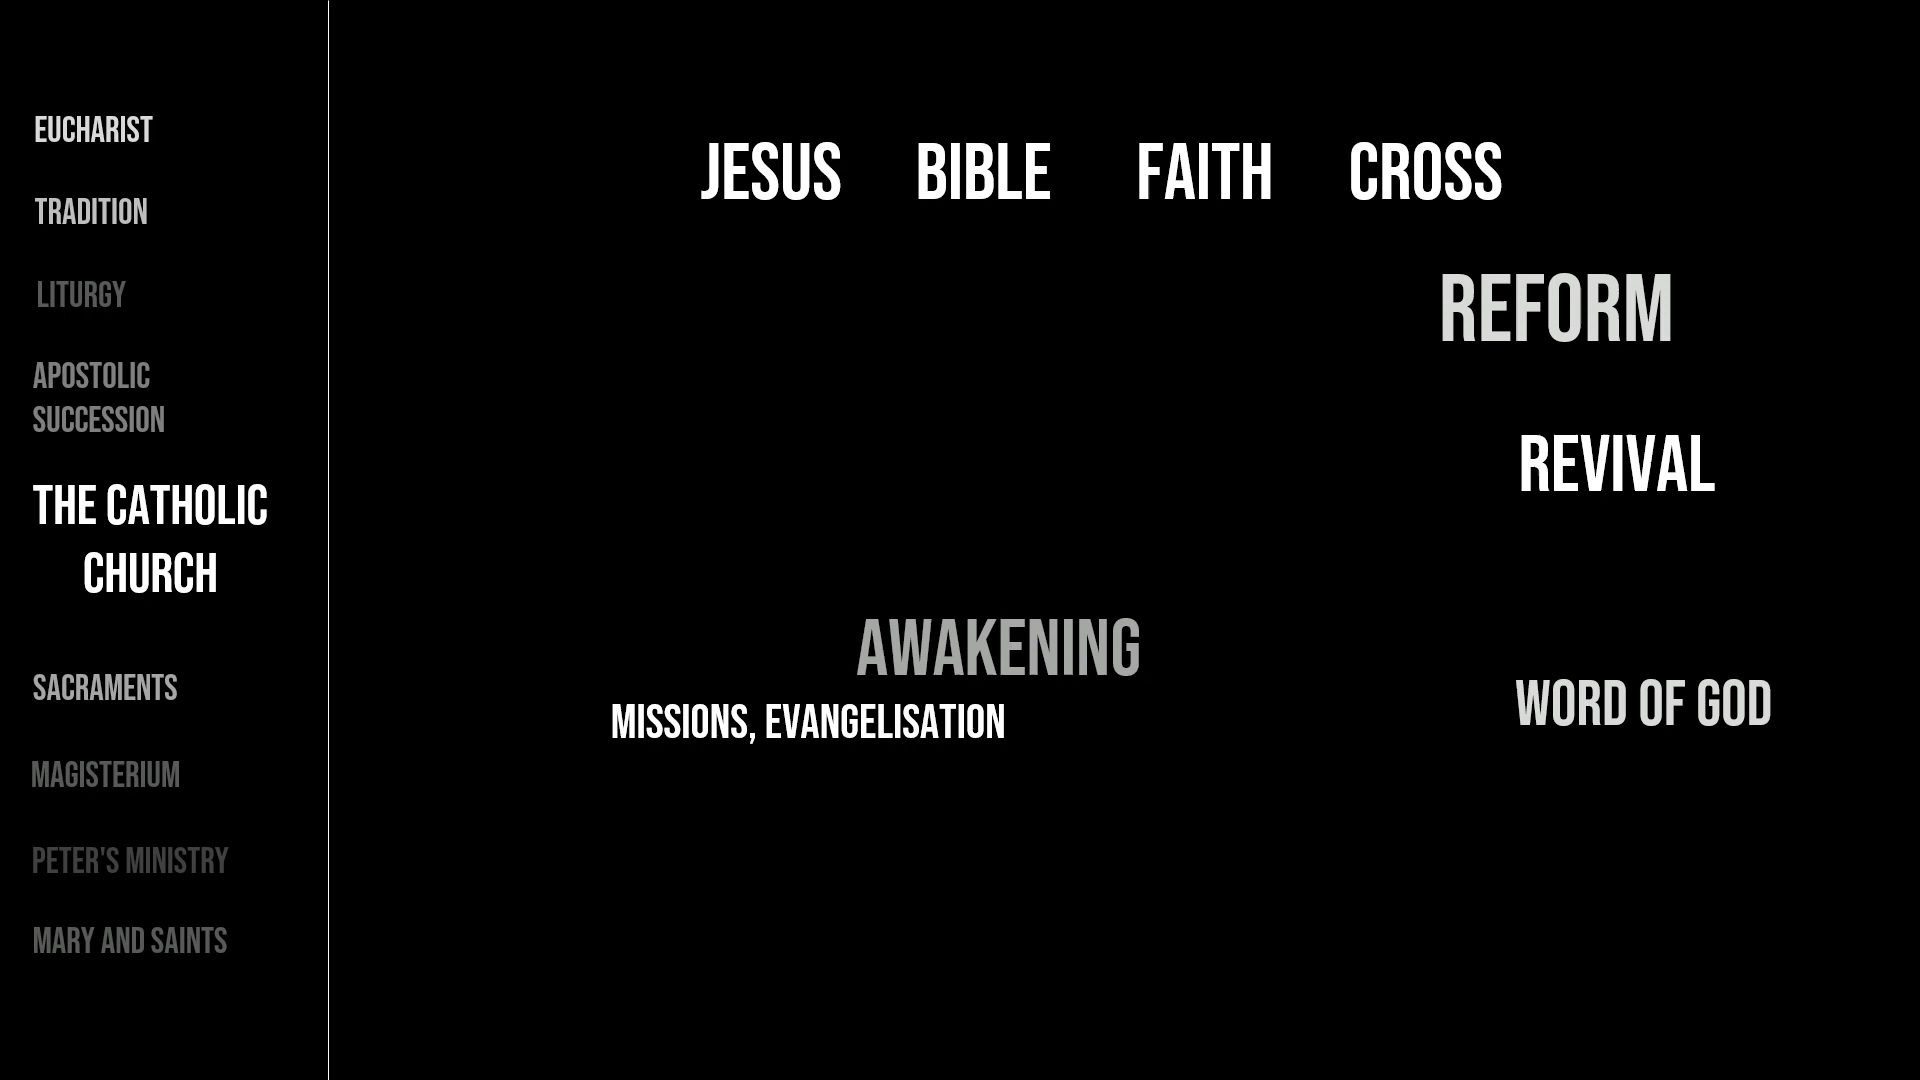 EUCHARIST
TRADITION
LITURGY
APOSTOLIC
SUCCESSION
THE CATHOLIC
CHURCH
SACRAMENTS
MAGISTERIUM
PETER'S MINISTRY
MARY AND SAINTS
JESUS BIBLE FAITH CROSS
REFORM
REVIVAL
AWAKENING
MISSIONS, EVANGELISATION
WORD OF GOD